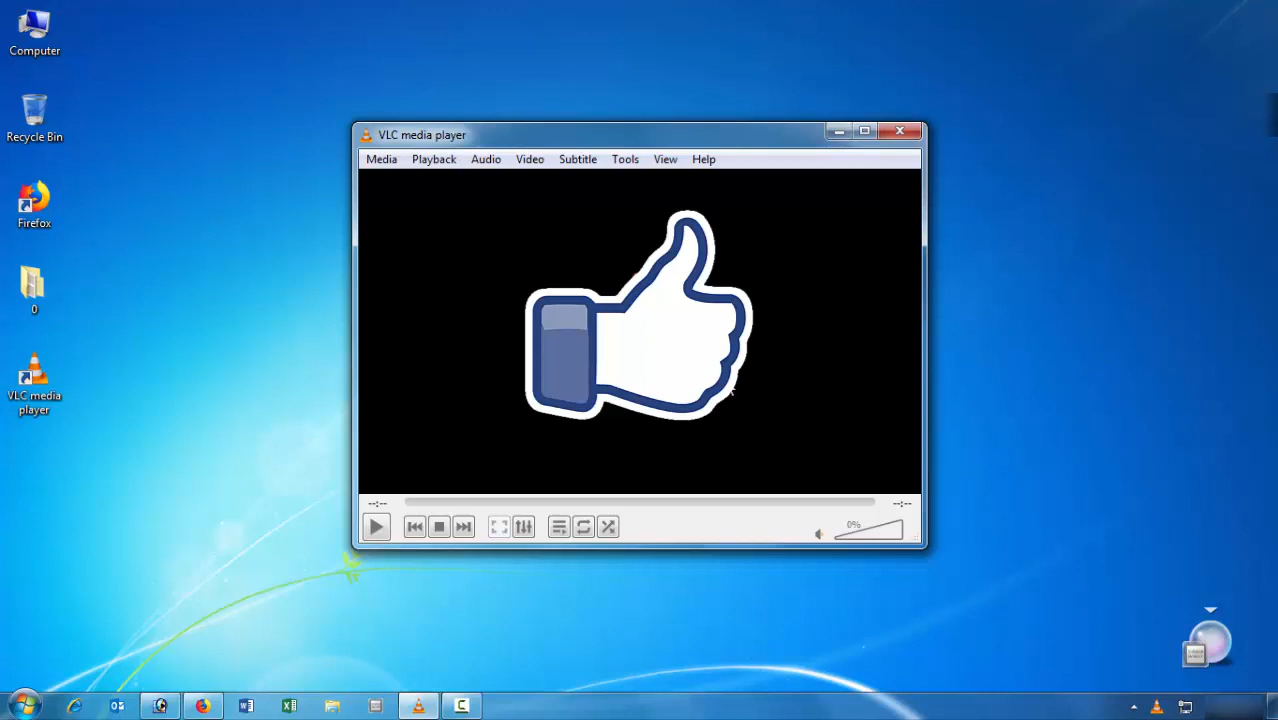 Computer
Recycle Bin
Firefox
0
VLC media
player
VLC media player
Media Playback Audio Video Subtitle Tools View Help
--:-- --:--
0%